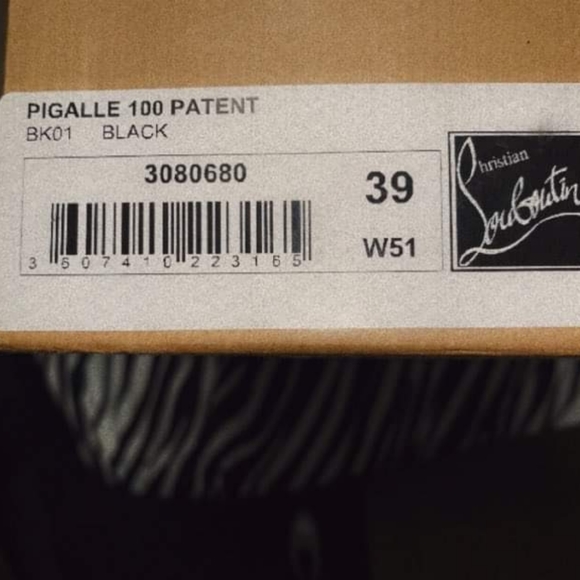 PIGALLE 100 PATENT
BK01 BLACK
3080680
39
W51
3 607410 223165
Christian
Louboutin